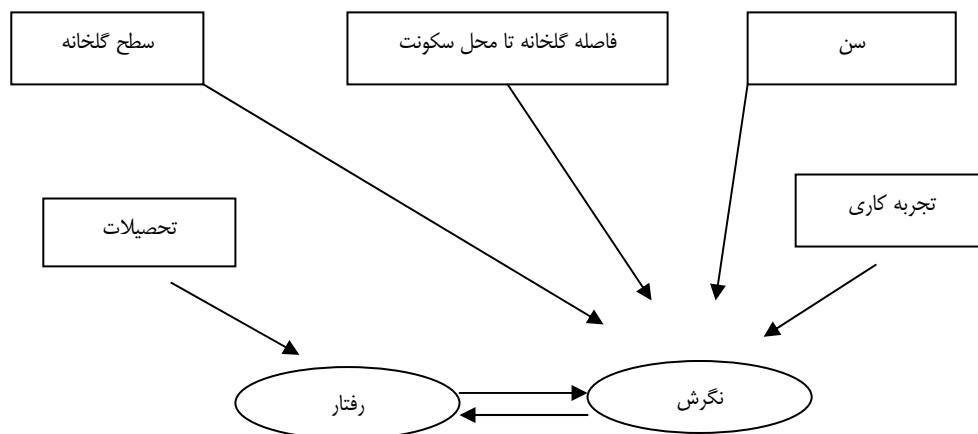 سن
فاصله گلخانه تا محل سکونت
سطح گلخانه
تجربه کاری
تحصیلات
نگرش
رفتار